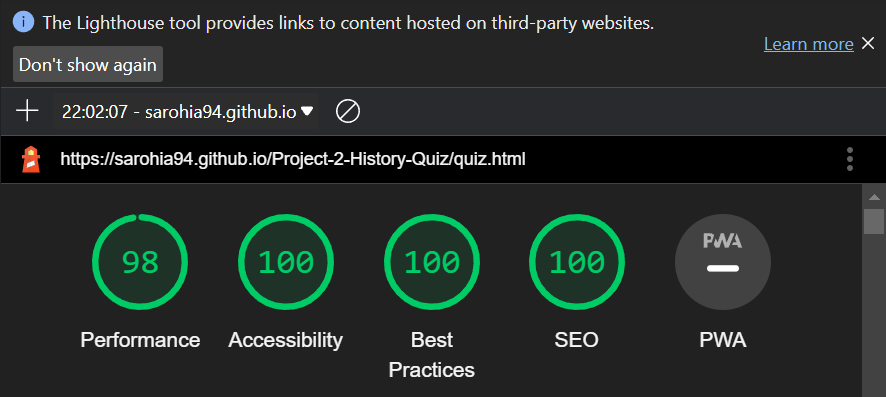 The Lighthouse tool provides links to content hosted on third-party websites.
Learn more
Don't show again
22:02:07 - sarohia94.github.io
https://sarohia94.github.io/Project-2-History-Quiz/quiz.html
98 100 100 100 PWA
Performance Accessibility Best Practices SEO PWA